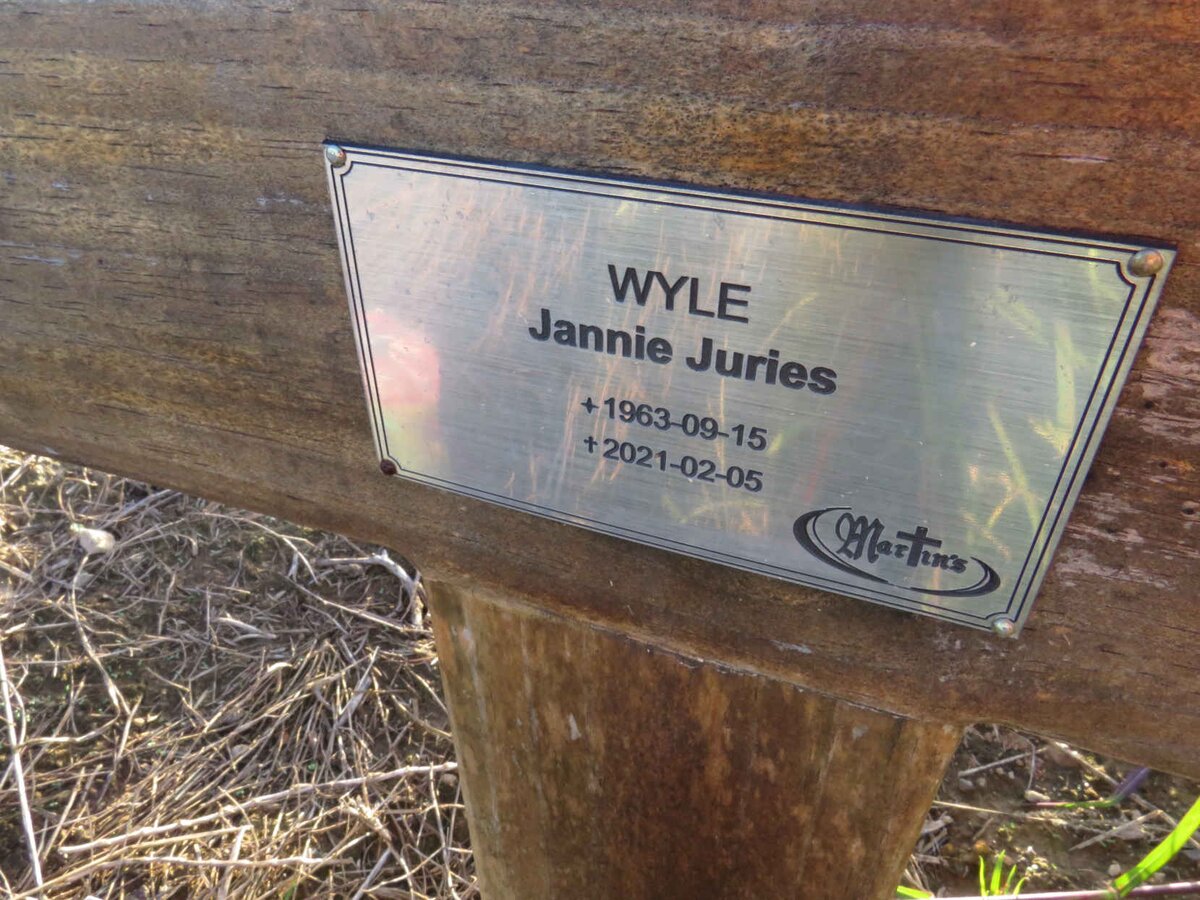 WYLE
Jannie Juries
+1963-09-15
†2021-02-05
Martin's